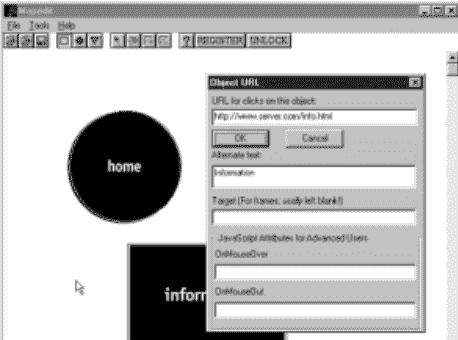 Mapedit
File Tools Help
? REGISTER UNLOCK
Object URL
URL for clicks on this object:
http://www.server.com/info.html
OK Cancel
Alternate text:
Information
Target (For frames; usually left blank!)
JavaScript Attributes for Advanced Users
OnMouseOver
OnMouseOut
home
inform